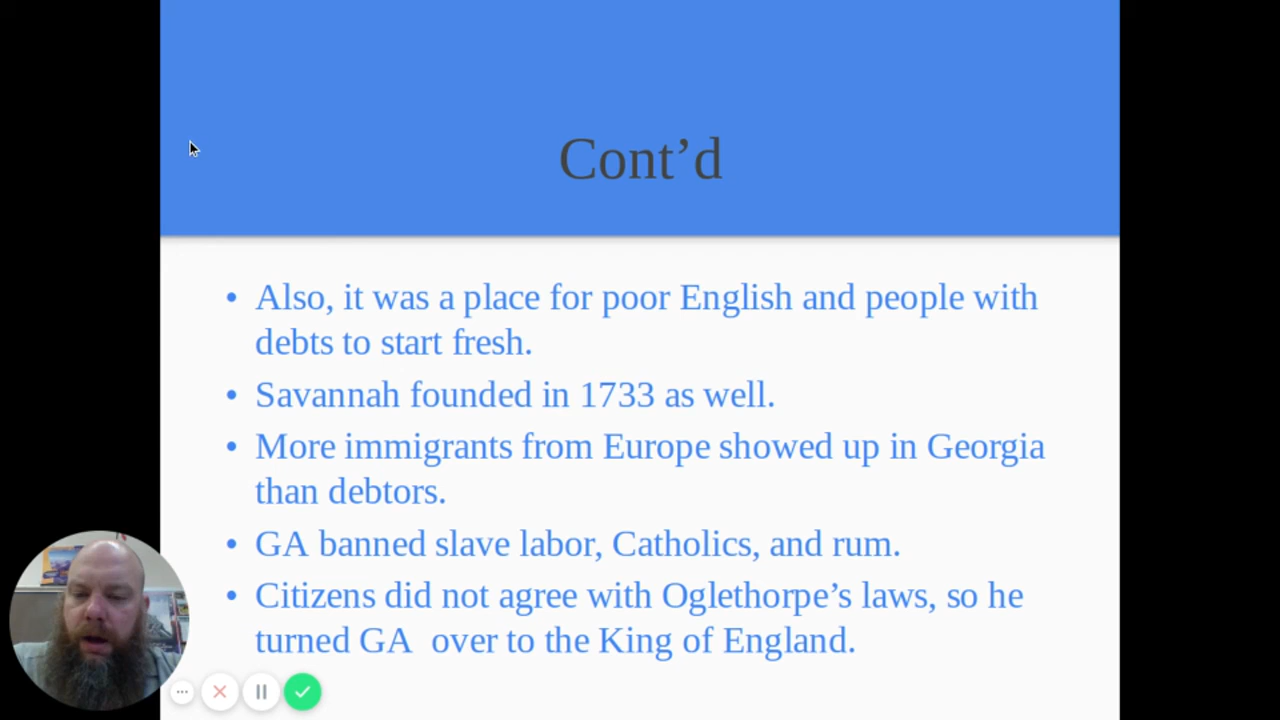 Cont’d
• Also, it was a place for poor English and people with
debts to start fresh.
• Savannah founded in 1733 as well.
• More immigrants from Europe showed up in Georgia
than debtors.
• GA banned slave labor, Catholics, and rum.
• Citizens did not agree with Oglethorpe’s laws, so he
turned GA  over to the King of England.